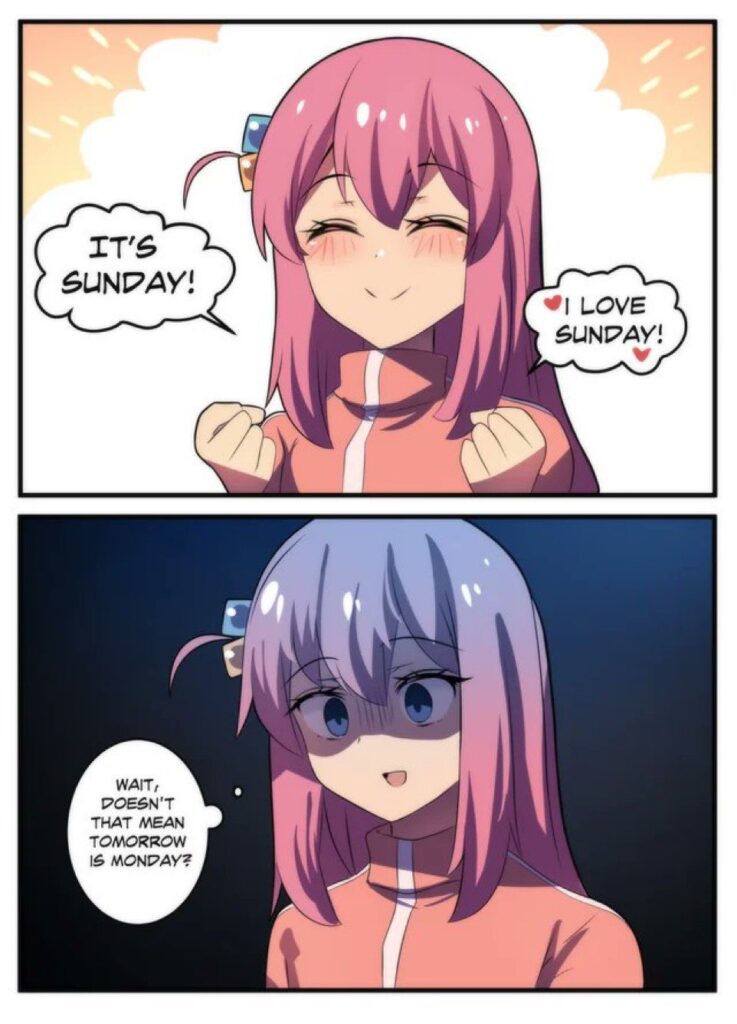 IT'S
SUNDAY!
I LOVE
SUNDAY!
WAIT,
DOESN'T
THAT MEAN
TOMORROW
IS MONDAY?